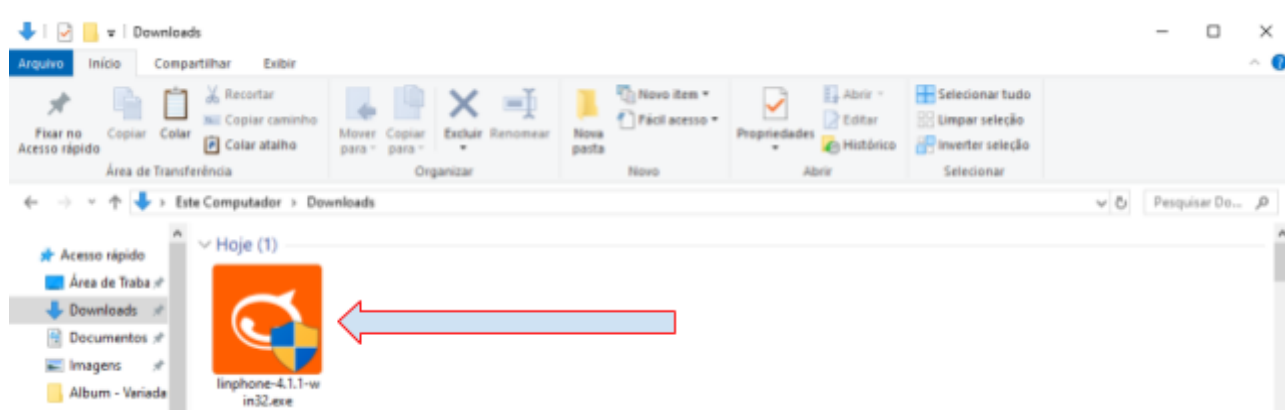 Downloads
Arquivo Início Compartilhar Exibir
Fixar no
Acesso rápido
Copiar
Colar
Recortar
Copiar caminho
Colar atalho
Área de Transferência
Mover
para
Copiar
para
Excluir
Renomear
Organizar
Nova
pasta
Novo item
Fácil acesso
Novo
Propriedades
Abrir
Editar
Histórico
Abrir
Selecionar tudo
Limpar seleção
Inverter seleção
Selecionar
Este Computador > Downloads
Pesquisar Do...
Acesso rápido
Área de Traba
Downloads
Documentos
Imagens
Album - Variada
Hoje (1)
linphone-4.1.1-w
in32.exe